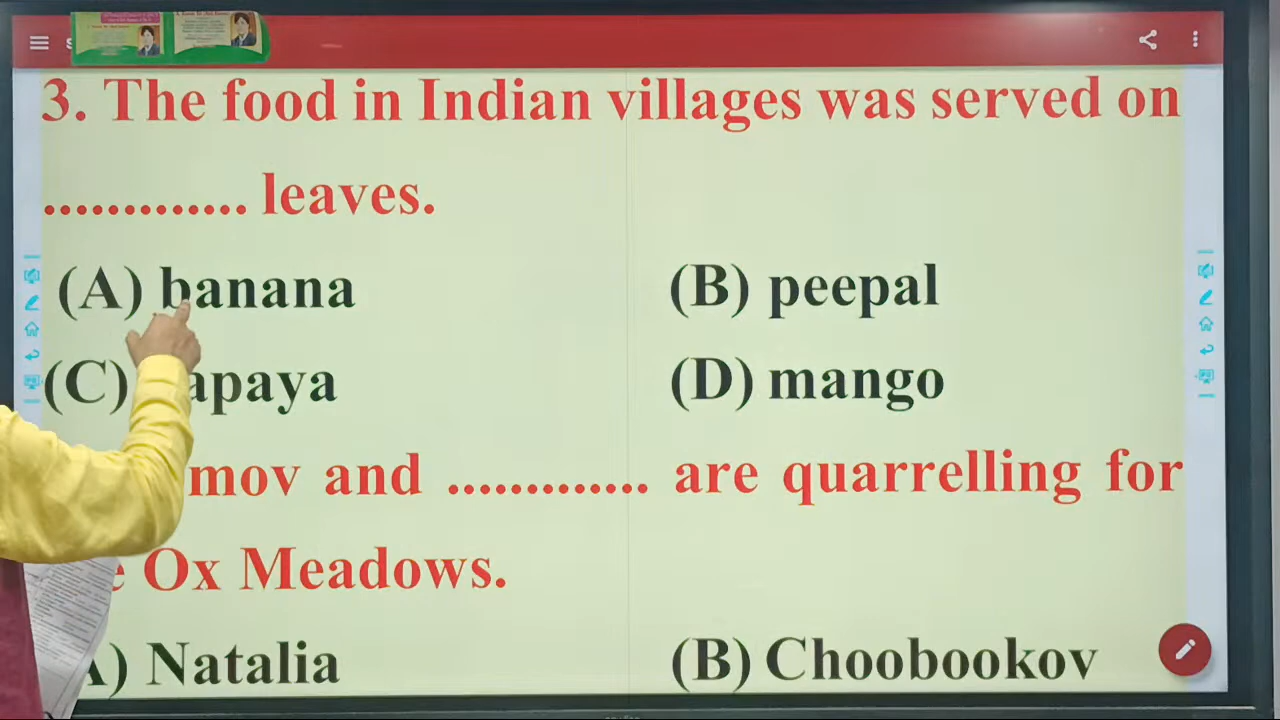 3. The food in Indian villages was served on
............. leaves.
(A) banana (B) peepal
(C) apaya (D) mango
mov and ............. are quarrelling for
Ox Meadows.
) Natalia (B) Choobookov